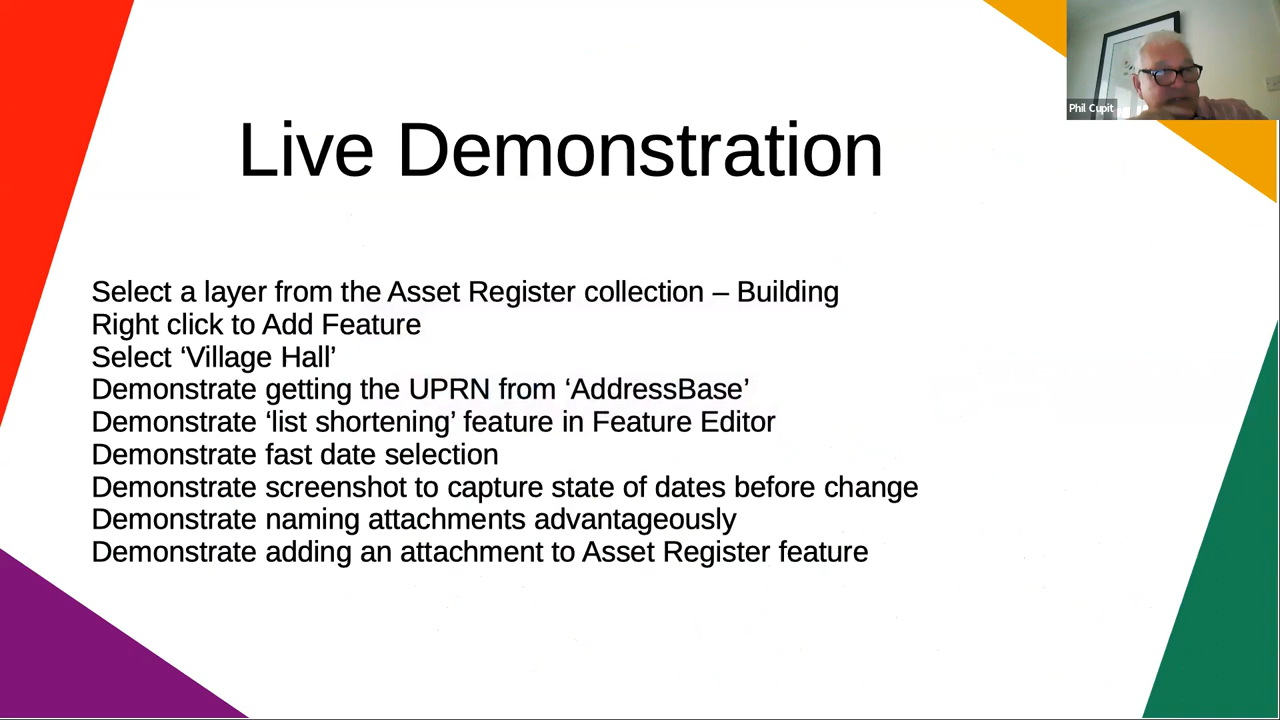 Phil Cupit
Live Demonstration
Select a layer from the Asset Register collection – Building
Right click to Add Feature
Select ‘Village Hall’
Demonstrate getting the UPRN from ‘AddressBase’
Demonstrate ‘list shortening’ feature in Feature Editor
Demonstrate fast date selection
Demonstrate screenshot to capture state of dates before change
Demonstrate naming attachments advantageously
Demonstrate adding an attachment to Asset Register feature